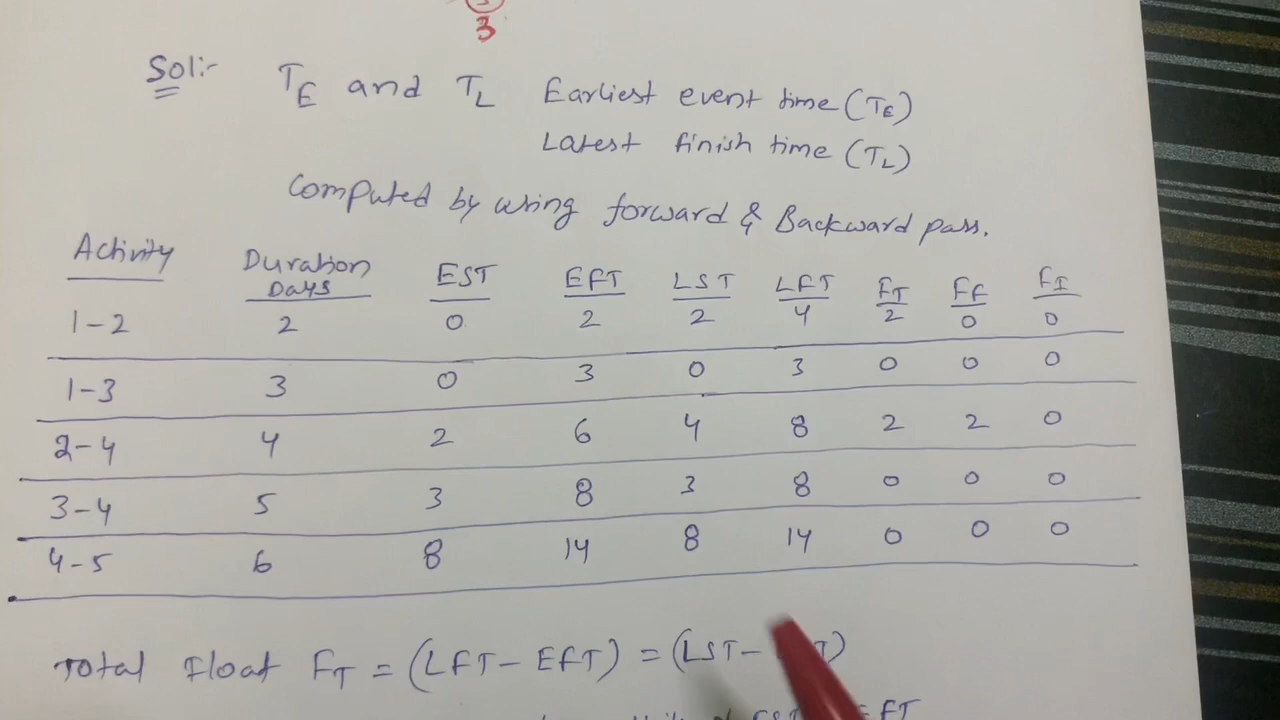 3
Sol:-
TE and TL Earliest event time (TE)
Latest finish time (TL)
Computed by using forward & Backward pass.
Activity Duration Days EST EFT LST LFT FT FF FI
1-2 2 0 2 2 4 2 0 0
1-3 3 0 3 0 3 0 0 0
2-4 4 2 6 4 8 2 2 0
3-4 5 3 8 3 8 0 0 0
4-5 6 8 14 8 14 0 0 0
Total Float FT = (LFT - EFT) = (LST -